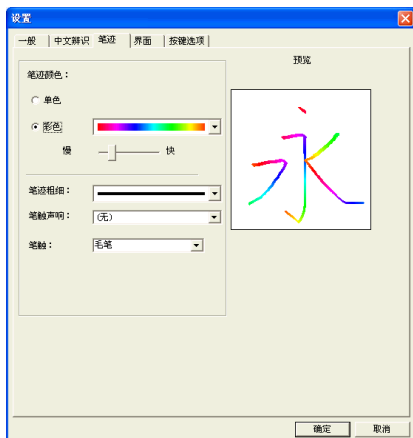 设置
一般 中文辨识 笔迹 界面 按键选项
预览
笔迹颜色：
单色
彩色
慢 快
笔迹粗细：
笔触声响： (无)
笔触： 毛笔
永
确定 取消